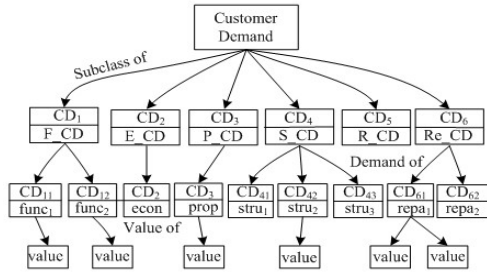 Customer
Demand
Subclass of
CD₁
F_CD
CD₂
E_CD
CD₃
P_CD
CD₄
S_CD
CD₅
R_CD
CD₆
Re_CD
Demand of
CD₁₁
func₁
CD₁₂
func₂
CD₂
econ
CD₃
prop
CD₄₁
stru₁
CD₄₂
stru₂
CD₄₃
stru₃
CD₆₁
repa₁
CD₆₂
repa₂
Value of
value
value
value
value
value
value